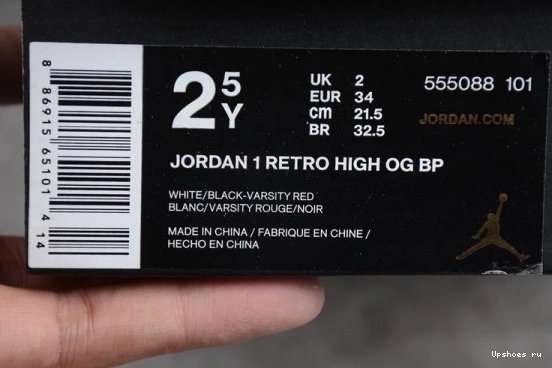 8 86915 65101 4 14
2 5 Y
UK 2
EUR 34
cm 21.5
BR 32.5
555088 101
JORDAN.COM
JORDAN 1 RETRO HIGH OG BP
WHITE/BLACK-VARSITY RED
BLANC/VARSITY ROUGE/NOIR
MADE IN CHINA / FABRIQUE EN CHINE /
HECHO EN CHINA
Upshoes ru